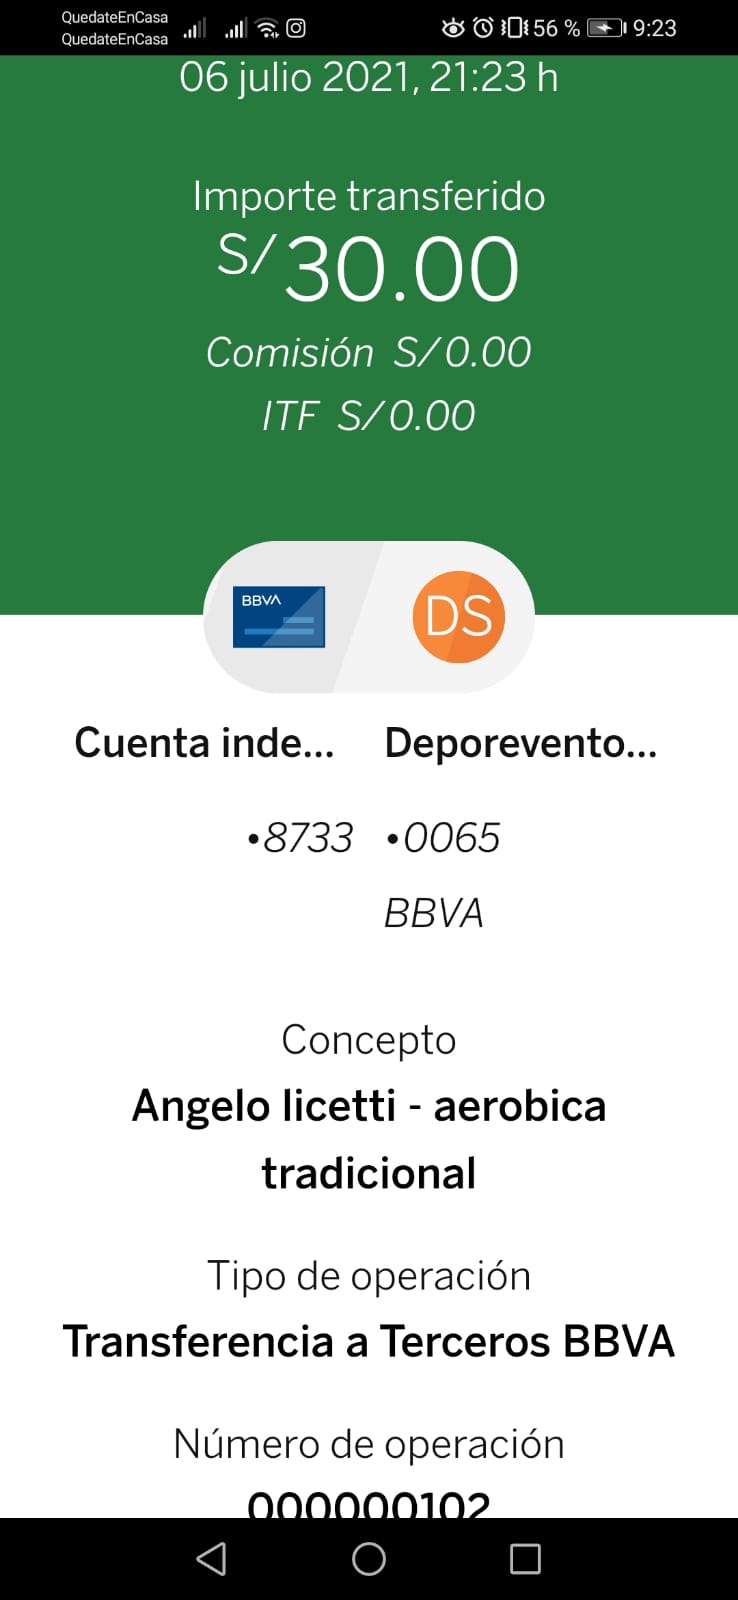 QuedateEnCasa
QuedateEnCasa
56 %
9:23
06 julio 2021, 21:23 h
Importe transferido
S/30.00
Comisión S/0.00
ITF S/0.00
BBVA
DS
Cuenta inde... Deporevento...
•8733 •0065
BBVA
Concepto
Angelo licetti - aerobica
tradicional
Tipo de operación
Transferencia a Terceros BBVA
Número de operación
000000102